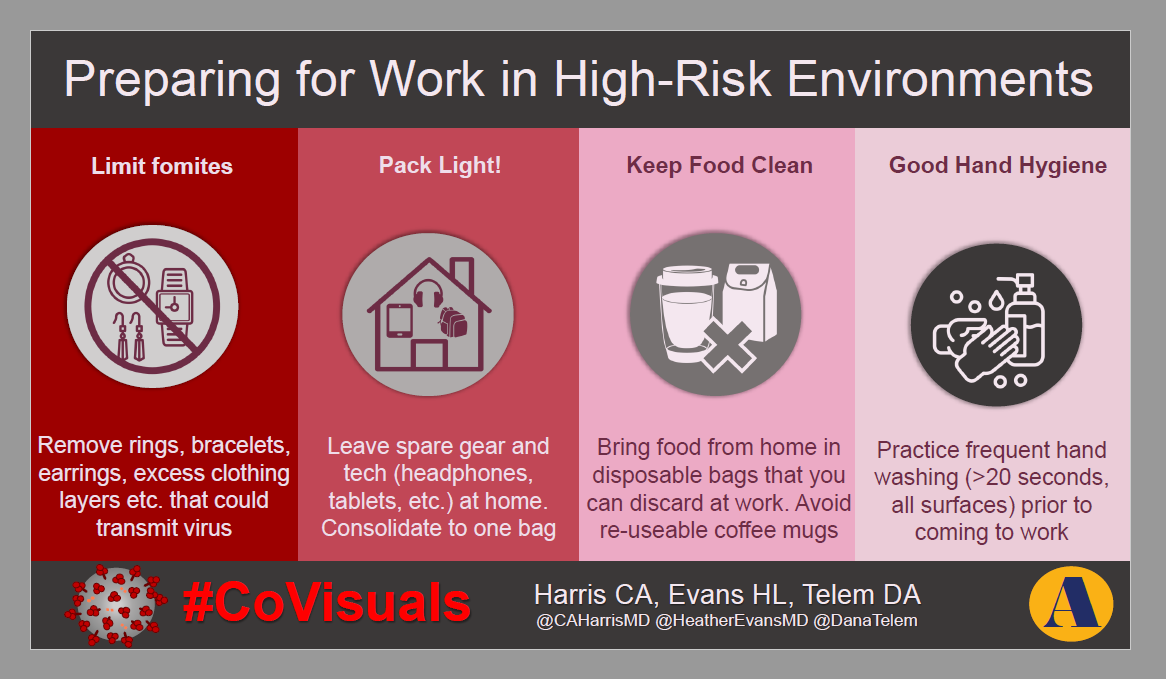 Preparing for Work in High-Risk Environments
Limit fomites
Remove rings, bracelets,
earrings, excess clothing
layers etc. that could
transmit virus
Pack Light!
Leave spare gear and
tech (headphones,
tablets, etc.) at home.
Consolidate to one bag
Keep Food Clean
Bring food from home in
disposable bags that you
can discard at work. Avoid
re-useable coffee mugs
Good Hand Hygiene
Practice frequent hand
washing (>20 seconds,
all surfaces) prior to
coming to work
#CoVisuals
Harris CA, Evans HL, Telem DA
@CAHarrisMD @HeatherEvansMD @DanaTelem
A